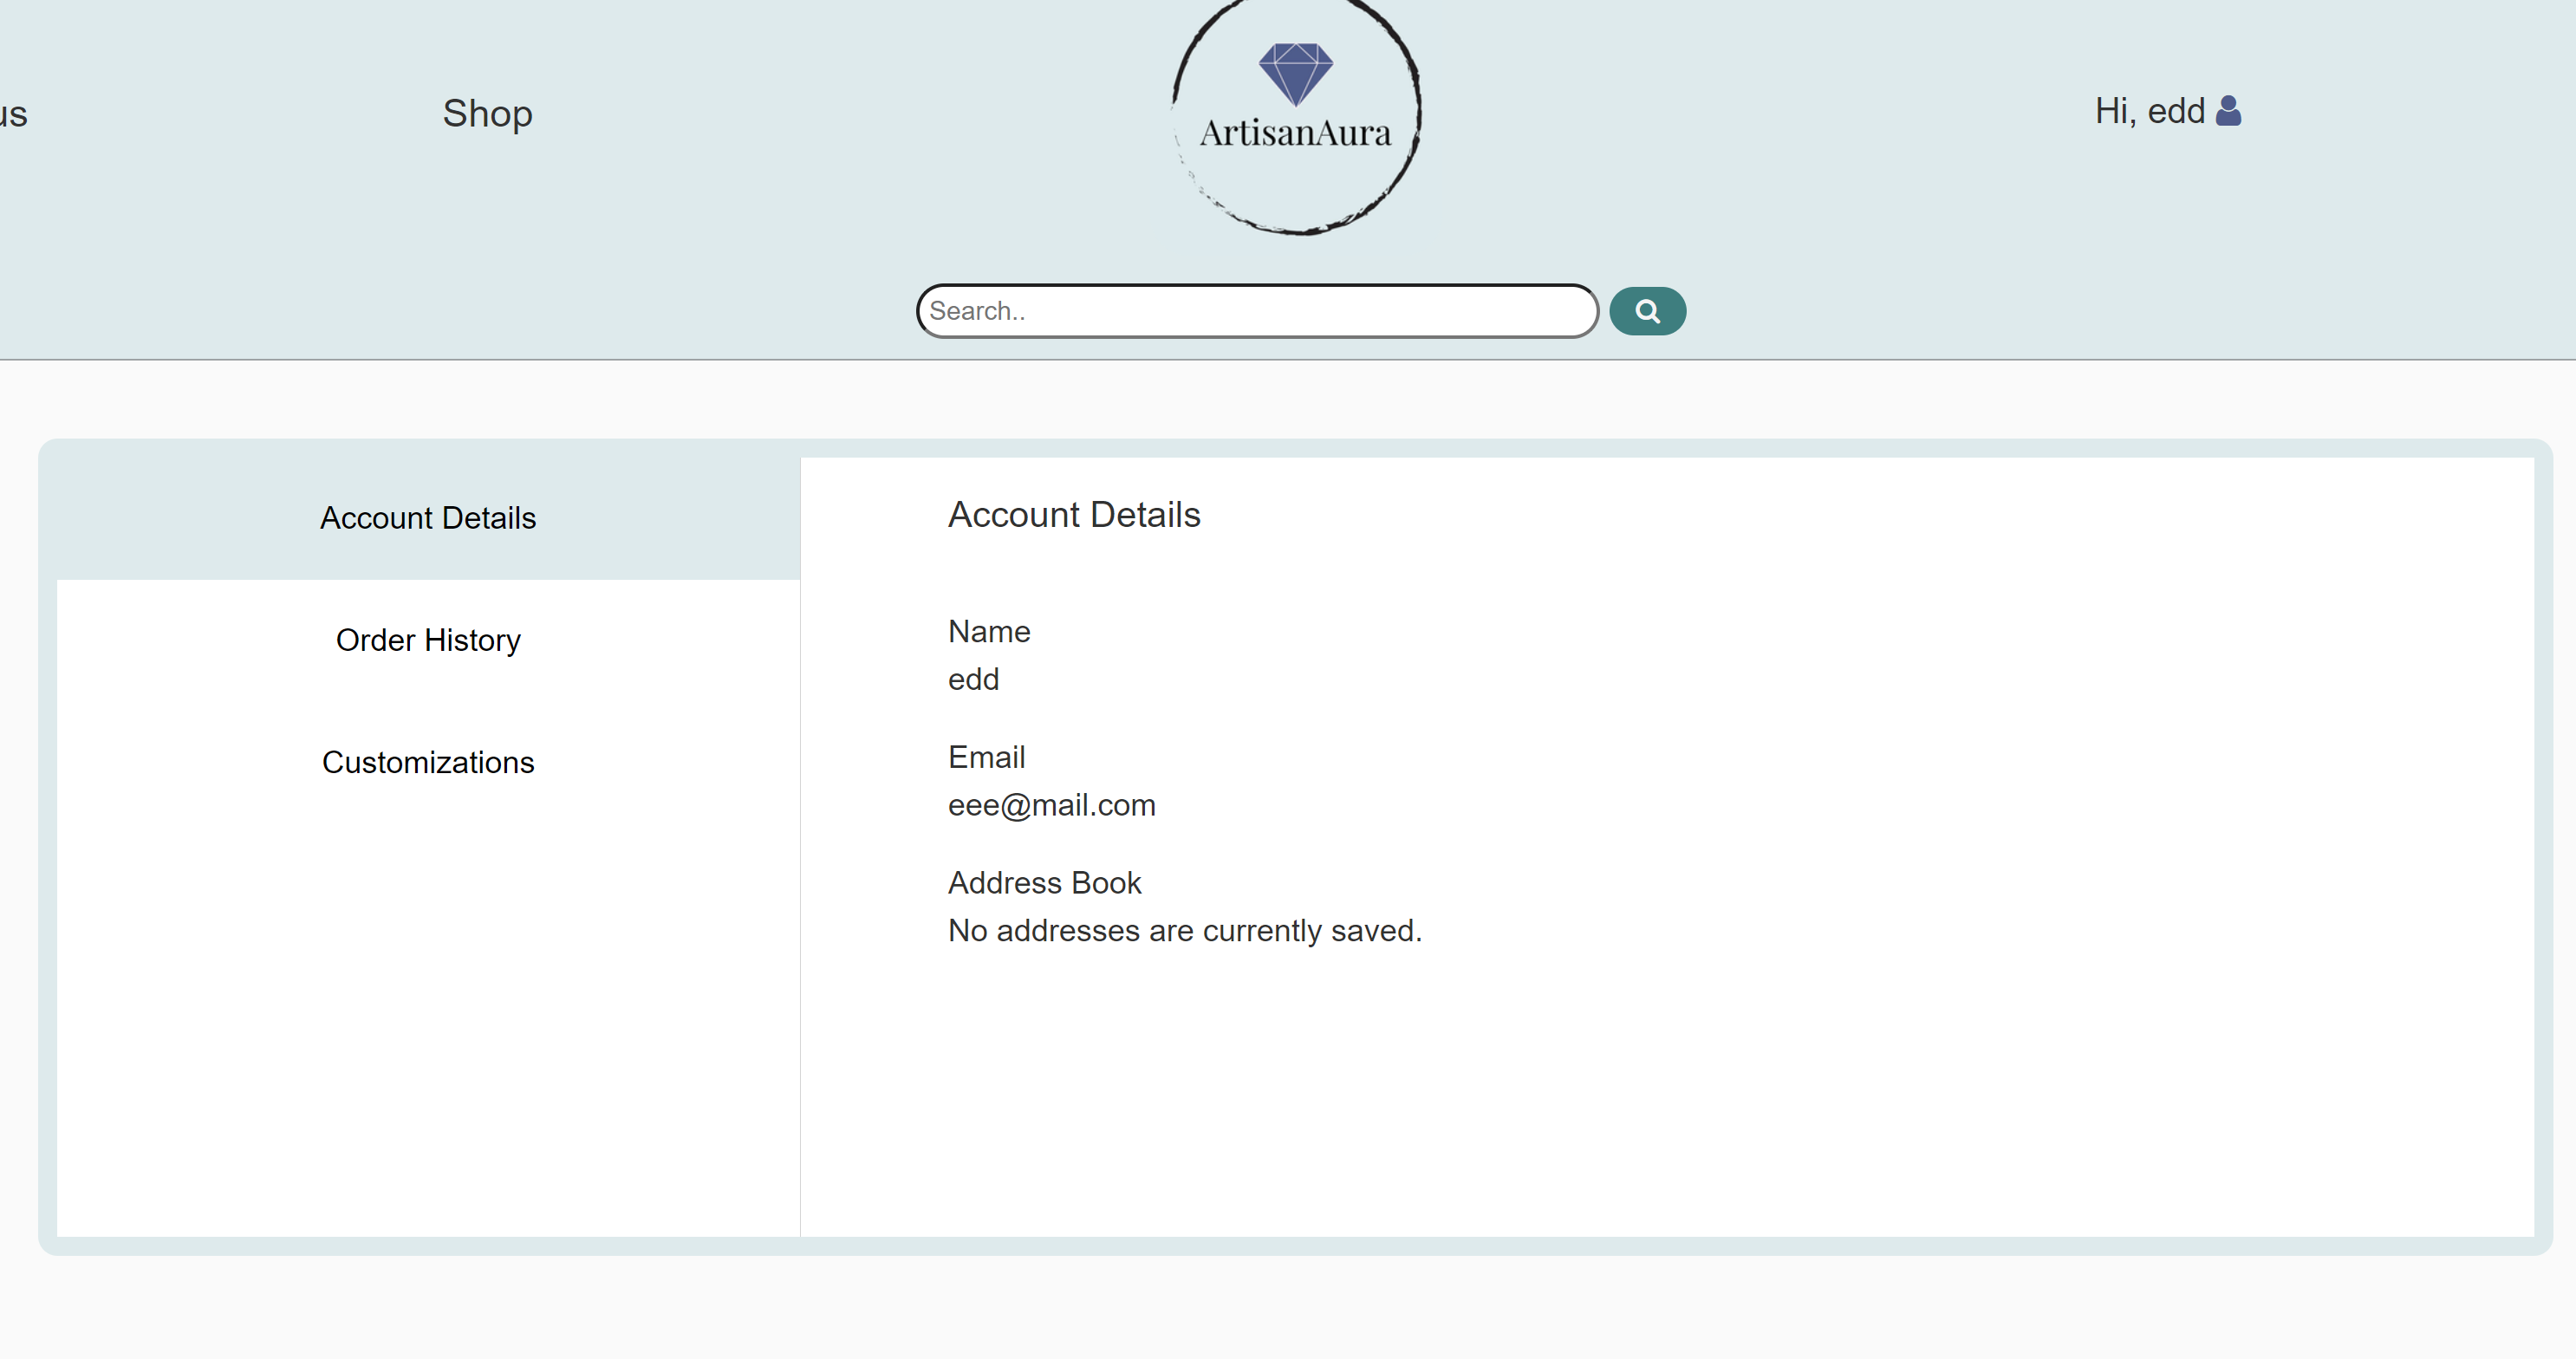 us
Shop
ArtisanAura
Hi, edd
Search..
Account Details
Order History
Customizations
Account Details
Name
edd
Email
eee@mail.com
Address Book
No addresses are currently saved.